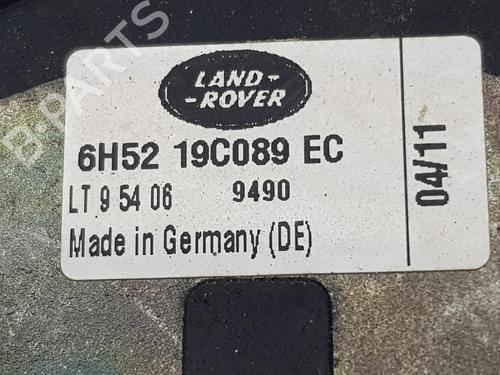 LAND-
-ROVER
6H52 19C089 EC
LT 9 54 06 9490
Made in Germany (DE)
04/11
B-PARTS